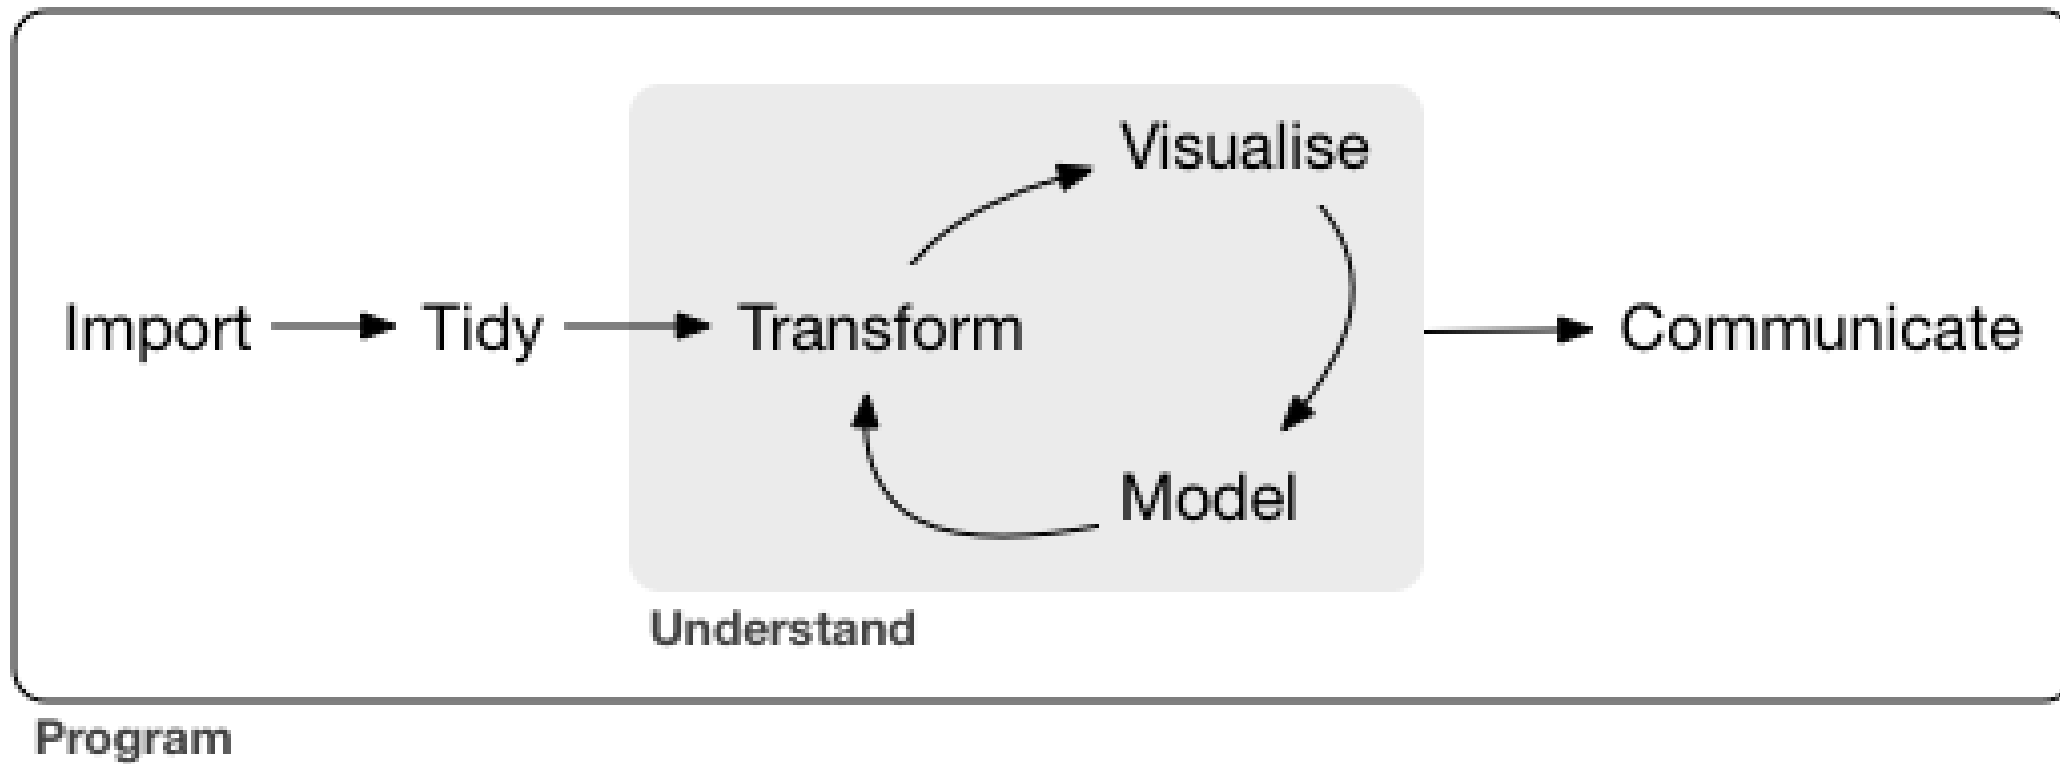 Visualise
Import
Tidy
Transform
Communicate
Model
Understand
Program